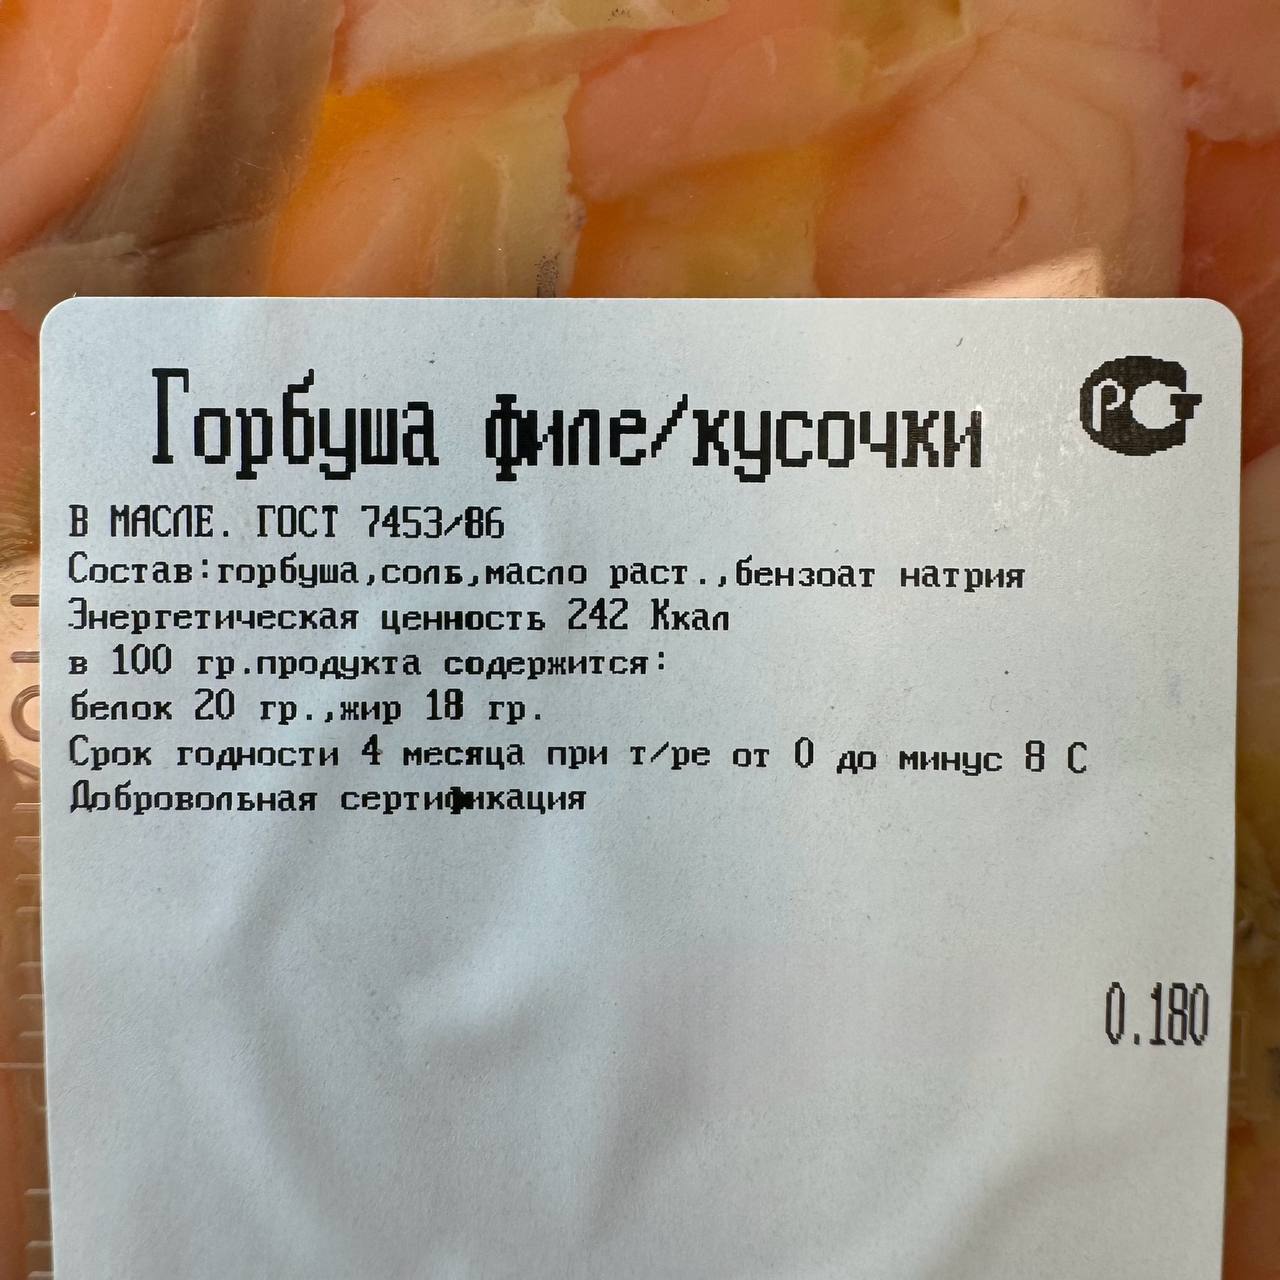 Горбуша филе/кусочки
В МАСЛЕ. ГОСТ 7453/86
Состав:горбуша,соль,масло раст.,бензоат натрия
Энергетическая ценность 242 Ккал
в 100 гр.продукта содержится:
белок 20 гр.,жир 18 гр.
Срок годности 4 месяца при т/ре от 0 до минус 8 С
Добровольная сертификация
0.180